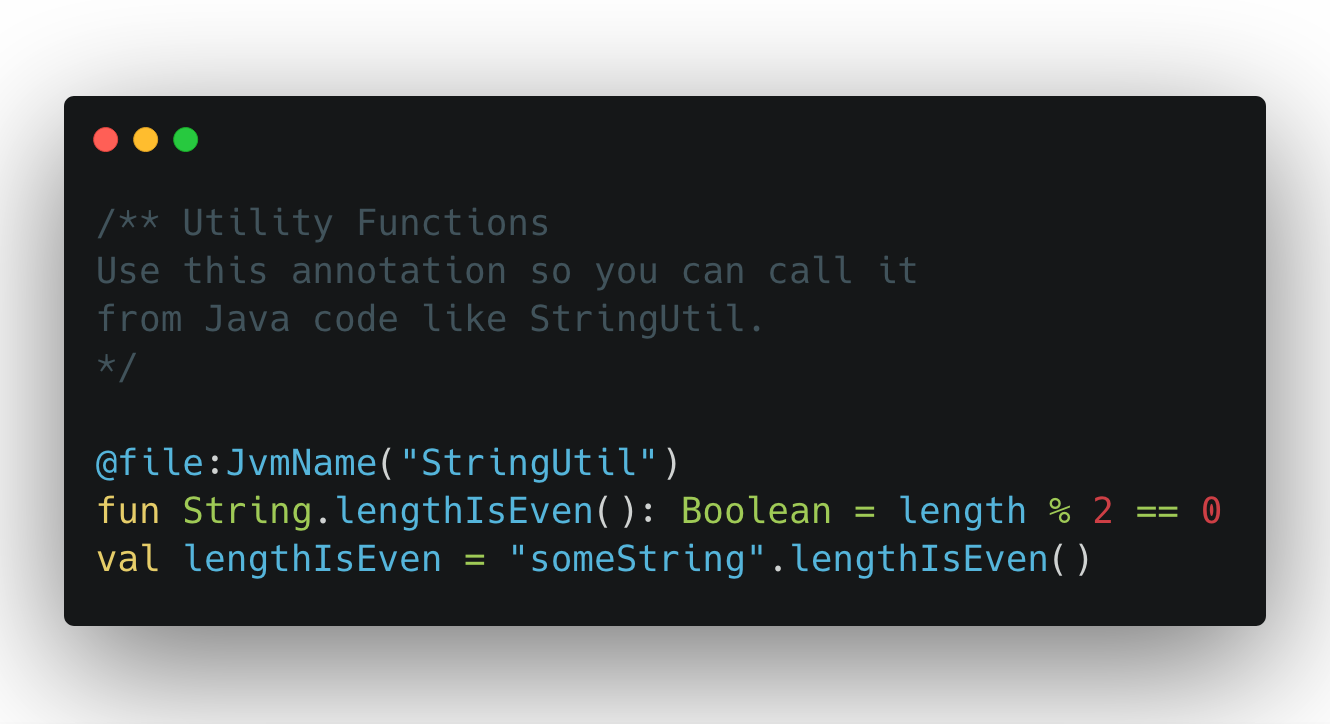 /** Utility Functions
Use this annotation so you can call it
from Java code like StringUtil.
*/
@file:JvmName("StringUtil")
fun String.lengthIsEven(): Boolean = length % 2 == 0
val lengthIsEven = "someString".lengthIsEven()